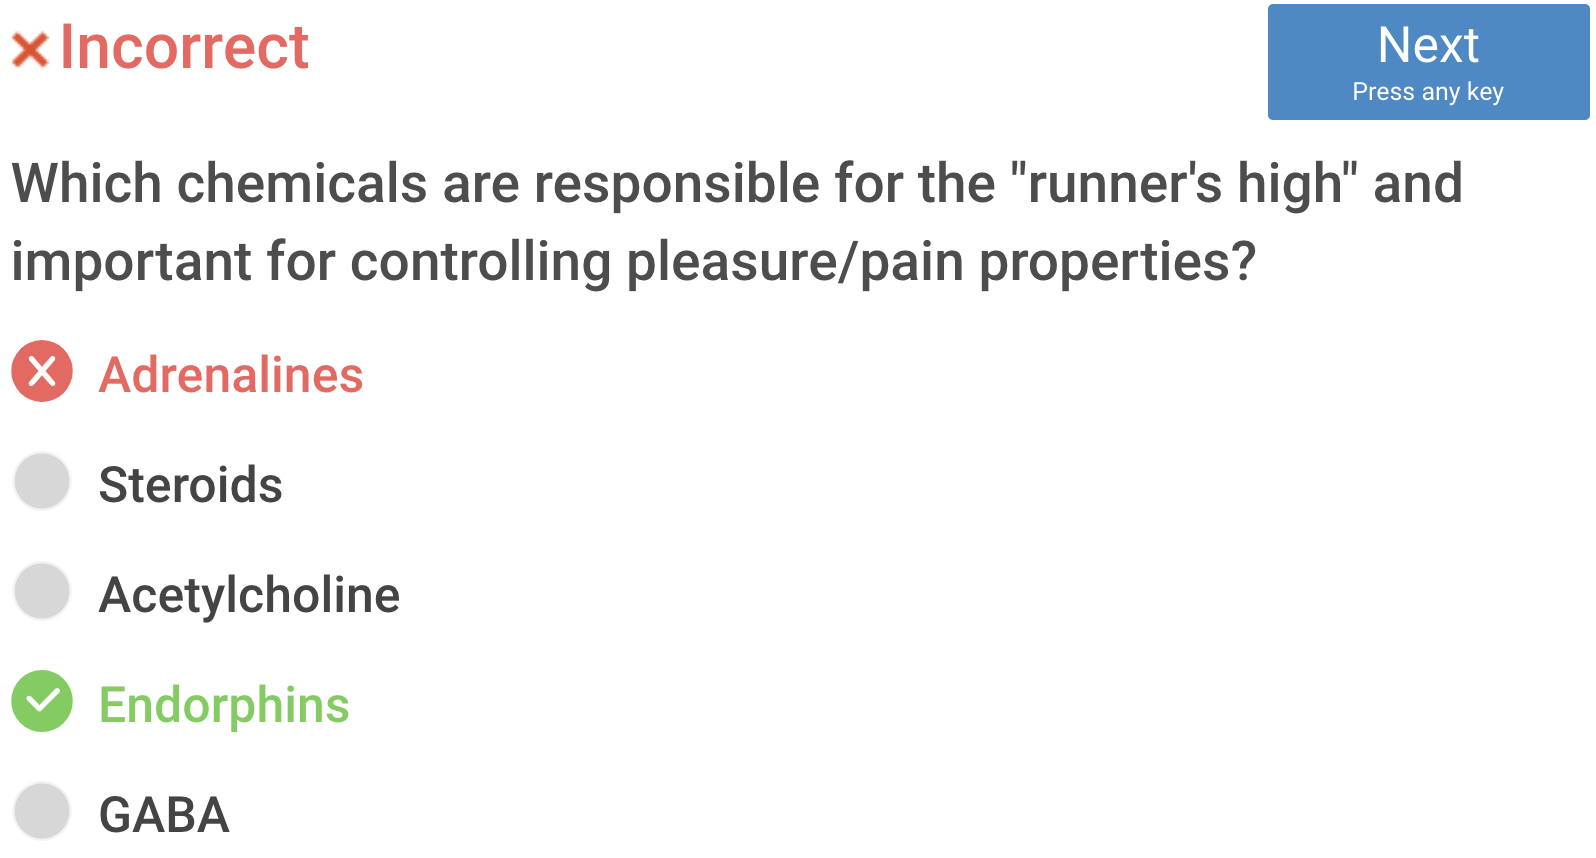 Incorrect
Next
Press any key
Which chemicals are responsible for the "runner's high" and
important for controlling pleasure/pain properties?
Adrenalines
Steroids
Acetylcholine
Endorphins
GABA